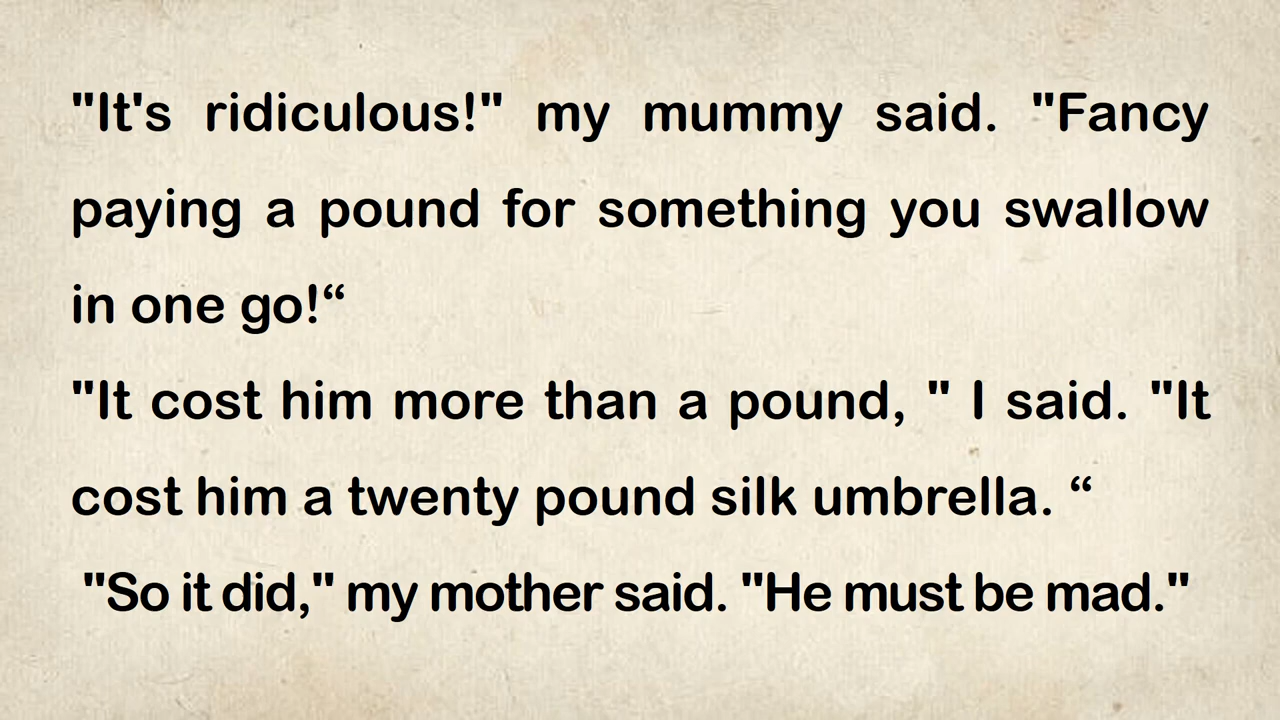 "It's ridiculous!" my mummy said. "Fancy
paying a pound for something you swallow
in one go!“
"It cost him more than a pound, " I said. "It
cost him a twenty pound silk umbrella. “
"So it did," my mother said. "He must be mad."